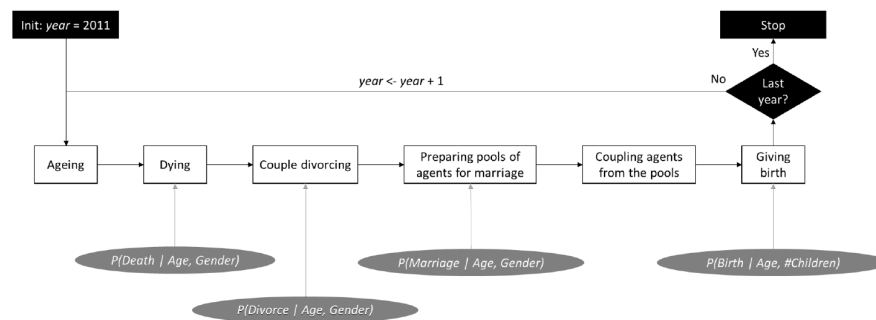 Init: year = 2011
Stop
Yes
No
year <- year + 1
Last
year?
Ageing
Dying
Couple divorcing
Preparing pools of
agents for marriage
Coupling agents
from the pools
Giving
birth
P(Death | Age, Gender)
P(Marriage | Age, Gender)
P(Birth | Age, #Children)
P(Divorce | Age, Gender)